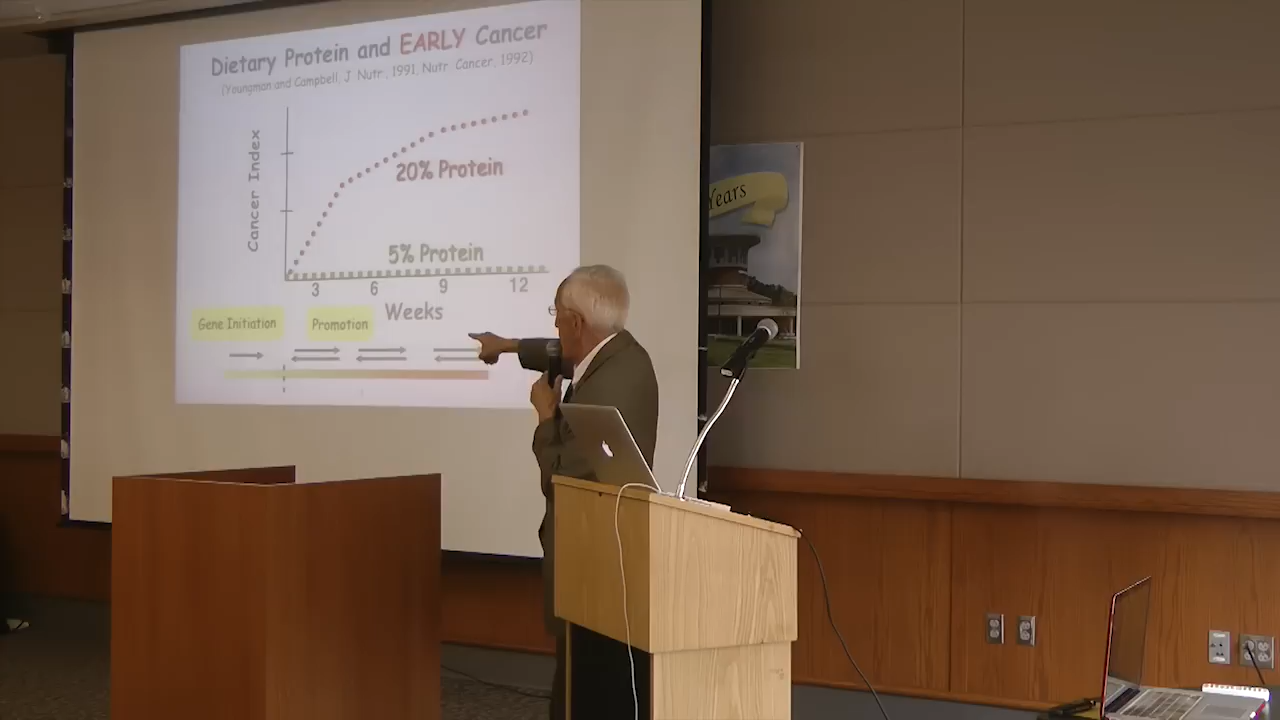 Dietary Protein and EARLY Cancer
(Youngman and Campbell, J. Nutr., 1991, Nutr. Cancer, 1992)
Cancer Index
20% Protein
5% Protein
3 6 9 12
Weeks
Gene Initiation
Promotion
Years